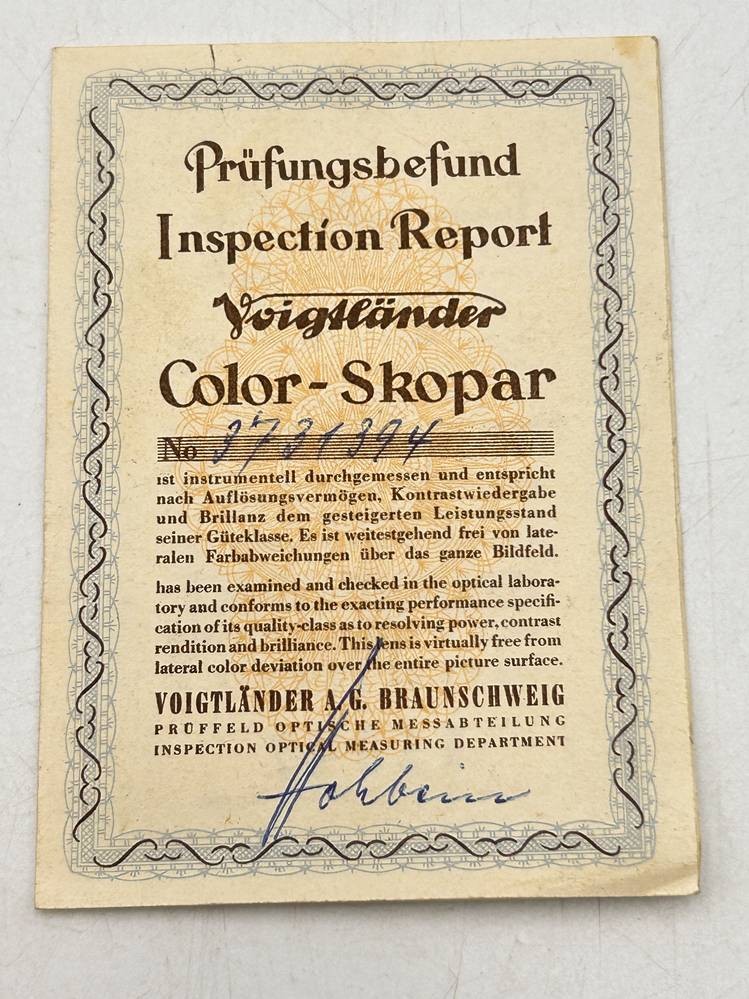 Prüfungsbefund
Inspection Report
Voigtländer
Color-Skopar
No 3731394
ist instrumentell durchgemessen und entspricht
nach Auflösungsvermögen, Kontrastwiedergabe
und Brillanz dem gesteigerten Leistungsstand
seiner Güteklasse. Es ist weitestgehend frei von late-
ralen Farbabweichungen über das ganze Bildfeld.
has been examined and checked in the optical labora-
tory and conforms to the exacting performance specifi-
cation of its quality-class as to resolving power, contrast
rendition and brilliance. This lens is virtually free from
lateral color deviation over the entire picture surface.
VOIGTLÄNDER A.G. BRAUNSCHWEIG
PRÜFFELD OPTISCHE MESSABTEILUNG
INSPECTION OPTICAL MEASURING DEPARTMENT